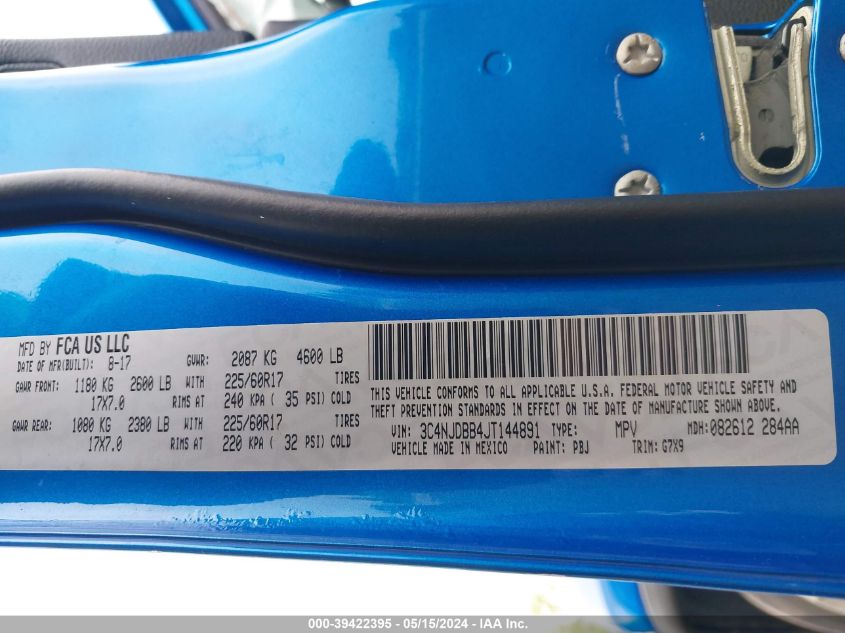 MFD BY FCA US LLC
DATE OF MFR(BUILT): 8-17 GVWR: 2087 KG 4600 LB
GAWR FRONT: 1180 KG 2600 LB WITH 225/60R17 TIRES
17X7.0 RIMS AT 240 KPA ( 35 PSI) COLD
GAWR REAR: 1080 KG 2380 LB WITH 225/60R17 TIRES
17X7.0 RIMS AT 220 KPA ( 32 PSI) COLD
THIS VEHICLE CONFORMS TO ALL APPLICABLE U.S.A. FEDERAL MOTOR VEHICLE SAFETY AND
THEFT PREVENTION STANDARDS IN EFFECT ON THE DATE OF MANUFACTURE SHOWN ABOVE.
VIN: 3C4NJDBB4JT144891 TYPE: MPV MDH: 082612 284AA
VEHICLE MADE IN MEXICO PAINT: PBJ TRIM: G7X9
000-39422395 - 05/15/2024 - IAA Inc.